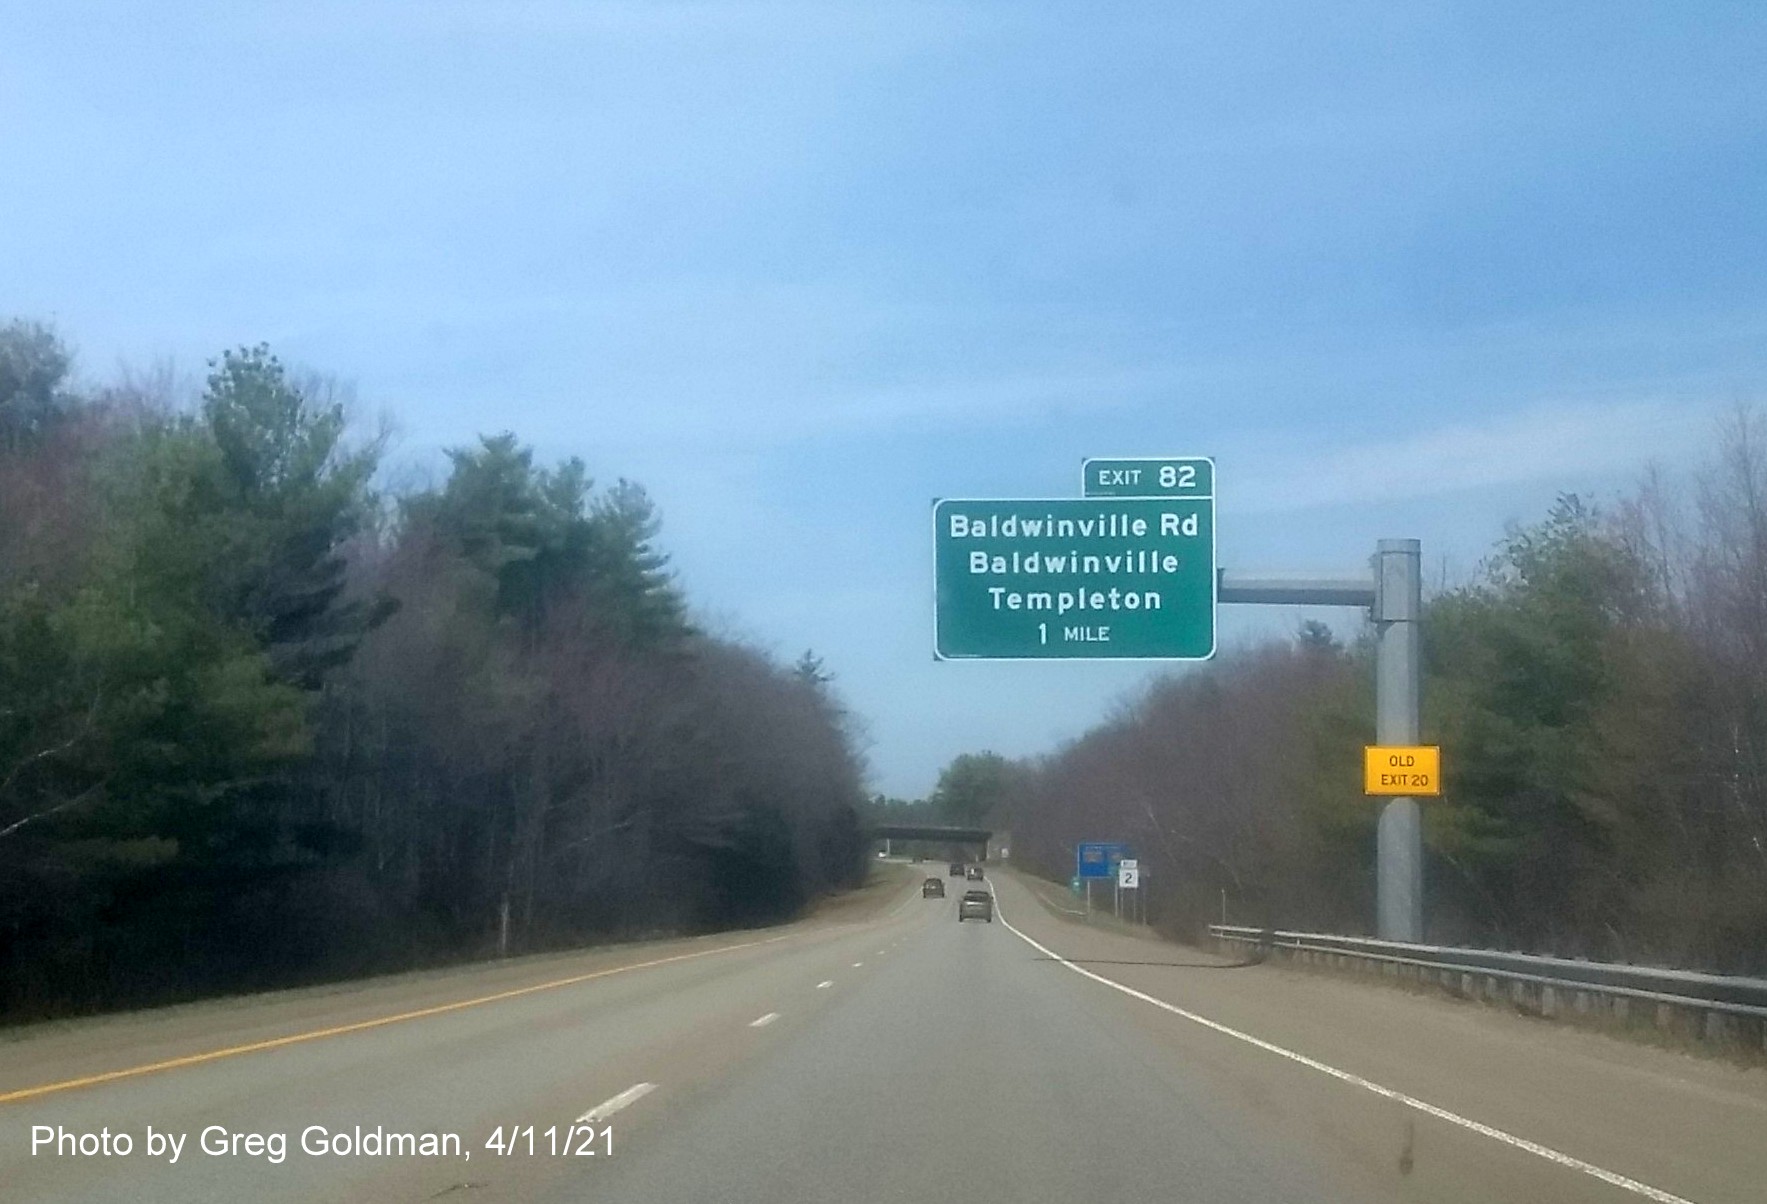 EXIT 82
Baldwinville Rd
Baldwinville
Templeton
1 MILE
OLD
EXIT 20
2
Photo by Greg Goldman, 4/11/21